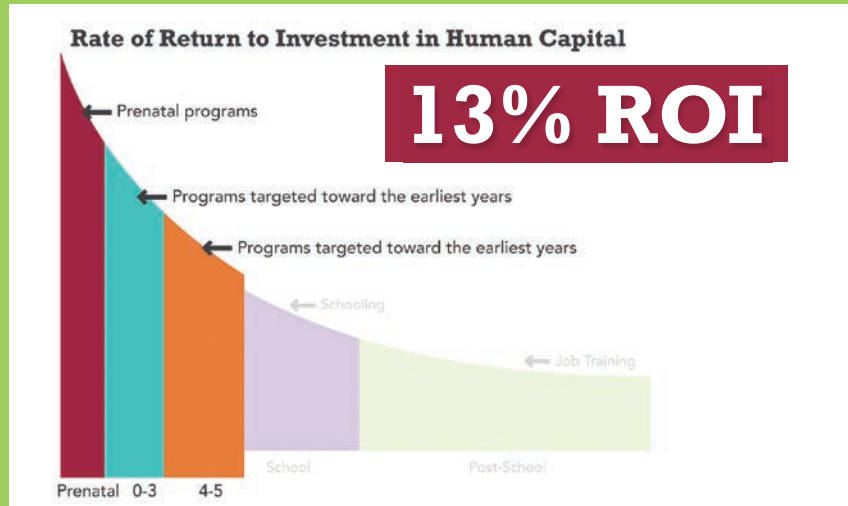 Rate of Return to Investment in Human Capital
13% ROI
Prenatal programs
Programs targeted toward the earliest years
Programs targeted toward the earliest years
Schooling
Job Training
School
Post-School
Prenatal 0-3 4-5